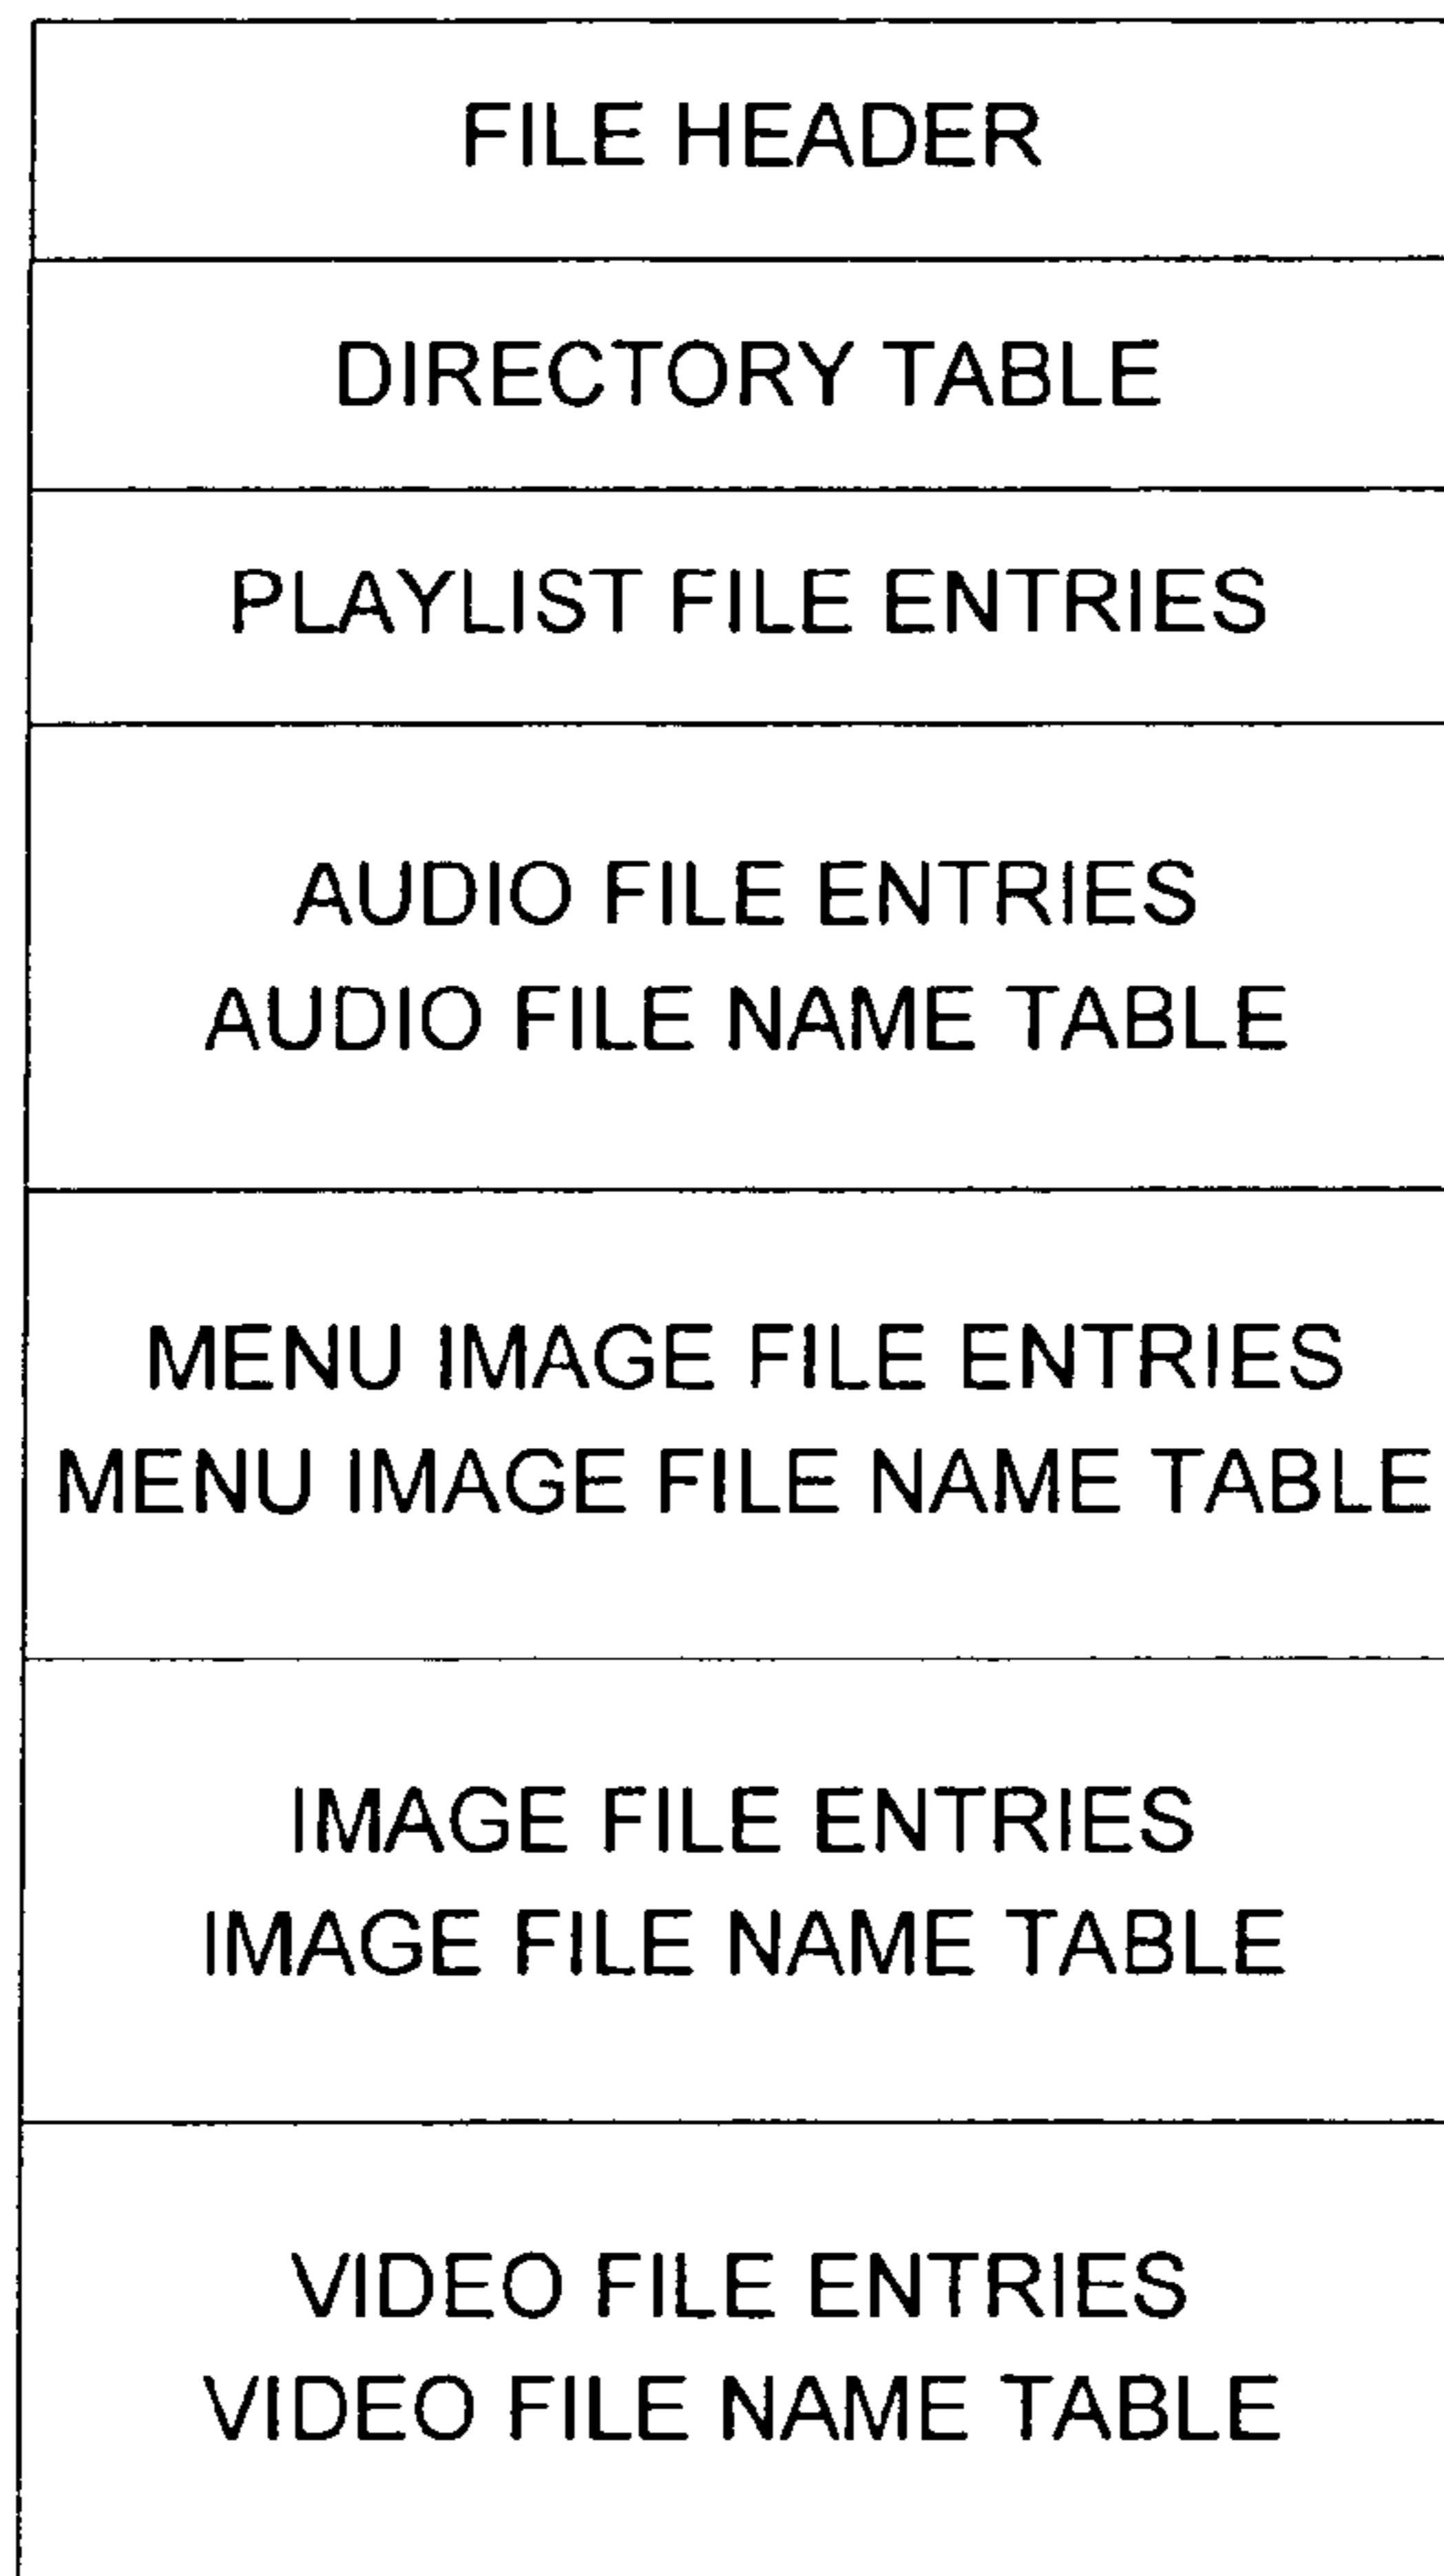 FILE HEADER
DIRECTORY TABLE
PLAYLIST FILE ENTRIES
AUDIO FILE ENTRIES
AUDIO FILE NAME TABLE
MENU IMAGE FILE ENTRIES
MENU IMAGE FILE NAME TABLE
IMAGE FILE ENTRIES
IMAGE FILE NAME TABLE
VIDEO FILE ENTRIES
VIDEO FILE NAME TABLE